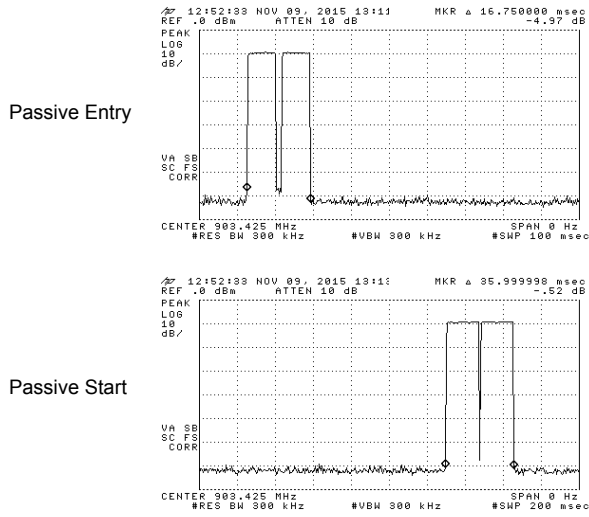 12:52:33 NOV 09, 2015 13:11 MKR Δ 16.750000 msec
REF .0 dBm ATTEN 10 dB -4.97 dB
PEAK
LOG
10
dB/
Passive Entry
VA SB
SC FS
CORR
CENTER 903.425 MHz SPAN 0 Hz
#RES BW 300 kHz #VBW 300 kHz #SWP 100 msec
12:52:33 NOV 09, 2015 MKR Δ 35.999998 msec
REF .0 dBm ATTEN 10 dB -.52 dB
PEAK
LOG
10
dB/
Passive Start
VA SB
SC FS
CORR
CENTER 903.425 MHz SPAN 0 Hz
#RES BW 300 kHz #VBW 300 kHz #SWP 200 msec